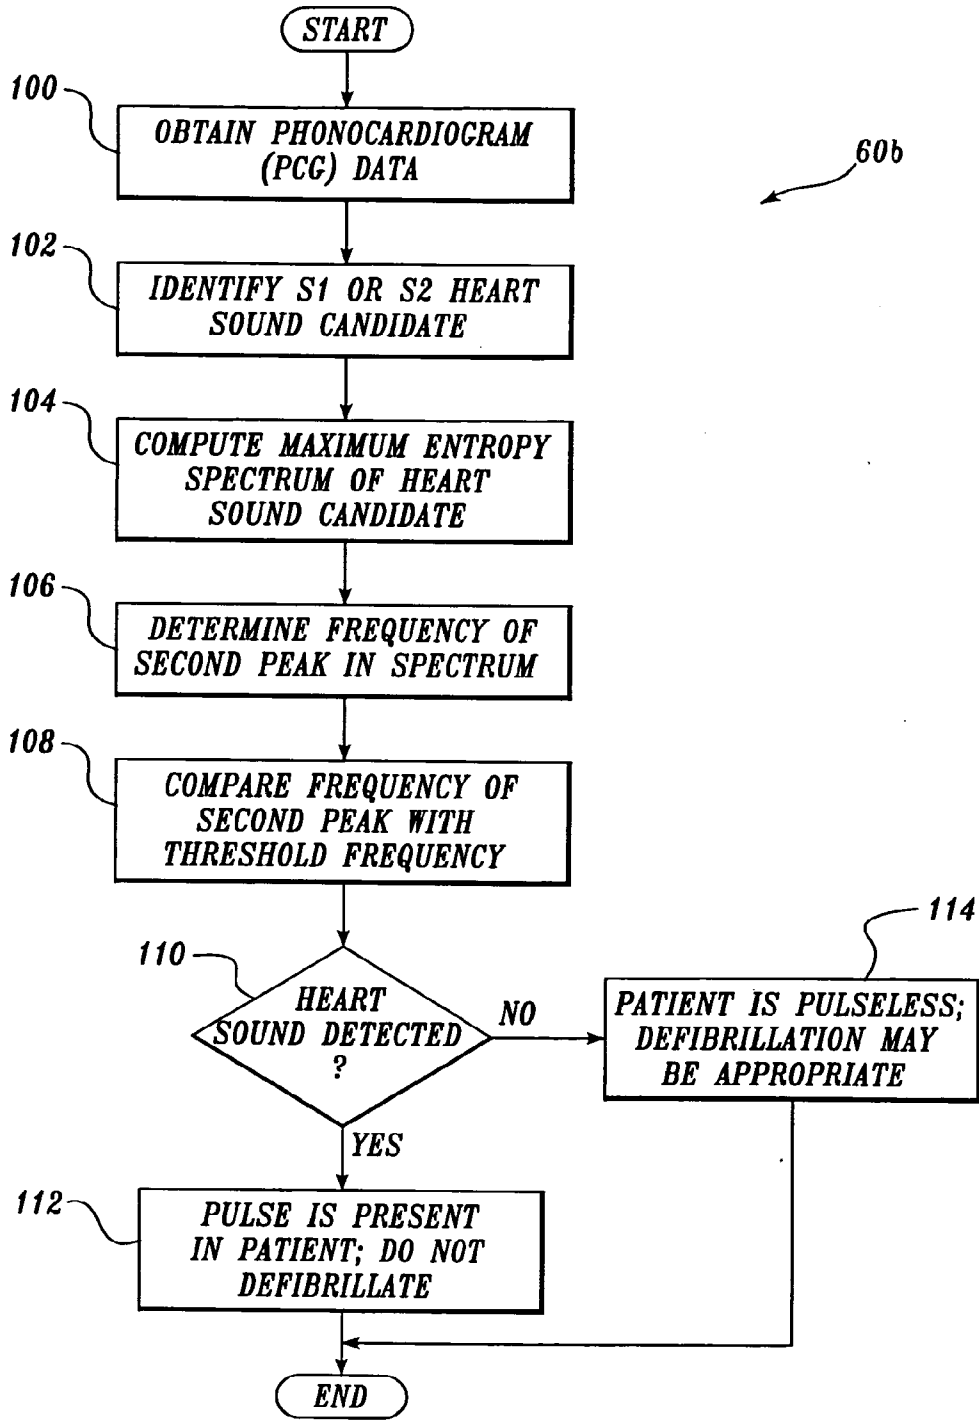 START
100
OBTAIN PHONOCARDIOGRAM
(PCG) DATA
60b
102
IDENTIFY S1 OR S2 HEART
SOUND CANDIDATE
104
COMPUTE MAXIMUM ENTROPY
SPECTRUM OF HEART
SOUND CANDIDATE
106
DETERMINE FREQUENCY OF
SECOND PEAK IN SPECTRUM
108
COMPARE FREQUENCY OF
SECOND PEAK WITH
THRESHOLD FREQUENCY
110
HEART
SOUND DETECTED
?
NO
114
PATIENT IS PULSELESS;
DEFIBRILLATION MAY
BE APPROPRIATE
YES
112
PULSE IS PRESENT
IN PATIENT; DO NOT
DEFIBRILLATE
END